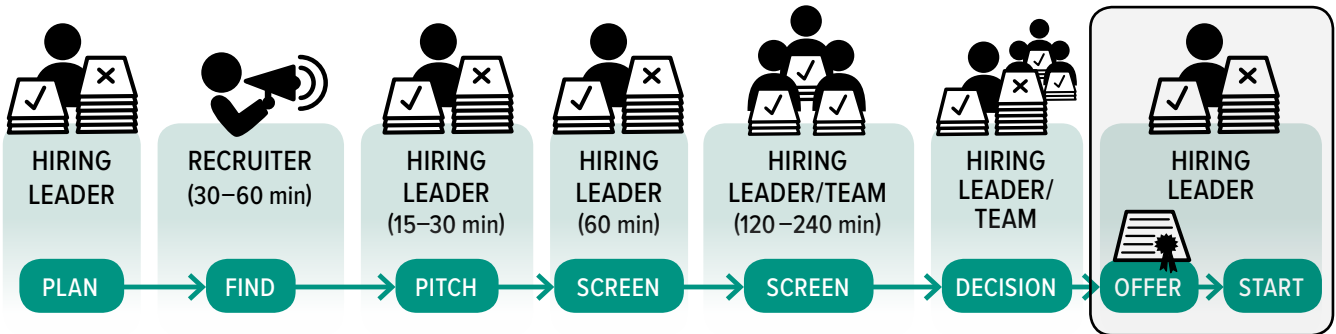 HIRING
LEADER
PLAN
RECRUITER
(30–60 min)
FIND
HIRING
LEADER
(15–30 min)
PITCH
HIRING
LEADER
(60 min)
SCREEN
HIRING
LEADER/TEAM
(120–240 min)
SCREEN
HIRING
LEADER/
TEAM
DECISION
HIRING
LEADER
OFFER
START